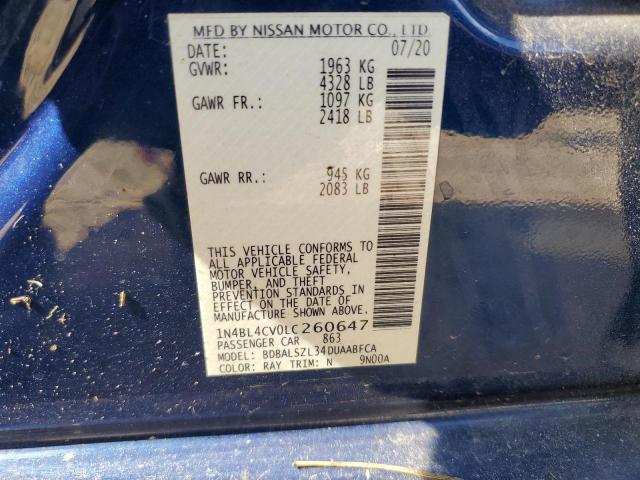 MFD BY NISSAN MOTOR CO., LTD.
DATE: 07/20
GVWR: 1963 KG
4328 LB
GAWR FR.: 1097 KG
2418 LB
GAWR RR.: 945 KG
2083 LB
THIS VEHICLE CONFORMS TO
ALL APPLICABLE FEDERAL
MOTOR VEHICLE SAFETY,
BUMPER, AND THEFT
PREVENTION STANDARDS IN
EFFECT ON THE DATE OF
MANUFACTURE SHOWN ABOVE.
1N4BL4CV0LC260647
PASSENGER CAR 863
MODEL: BDBALSZL34DUAABFCA
COLOR: RAY TRIM: N 9N00A